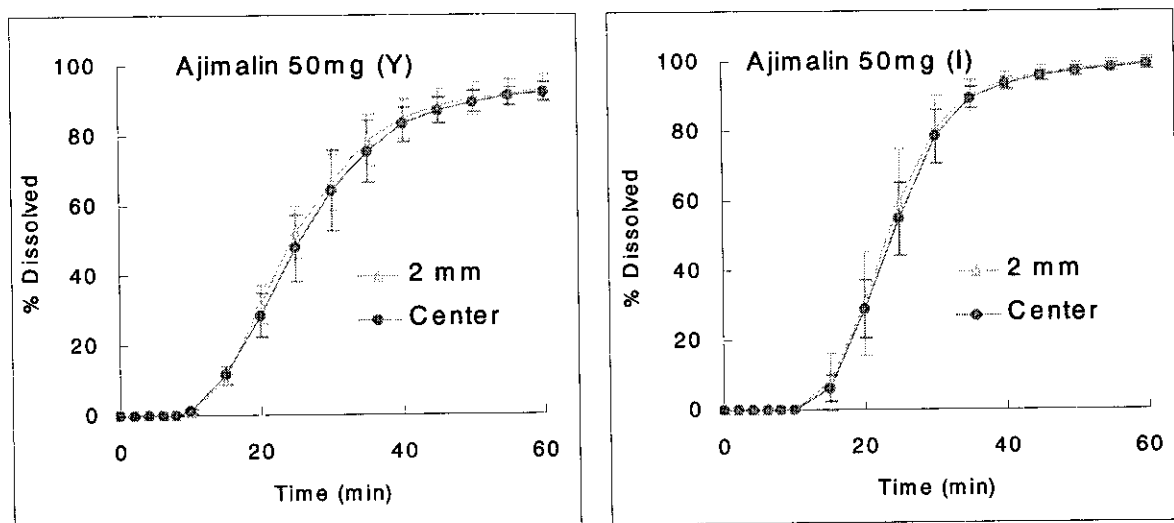 Ajimalin 50mg (Y)
100
80
60
40
20
0
% Dissolved
2 mm
Center
0 20 40 60
Time (min)
Ajimalin 50mg (I)
100
80
60
40
20
0
% Dissolved
2 mm
Center
0 20 40 60
Time (min)